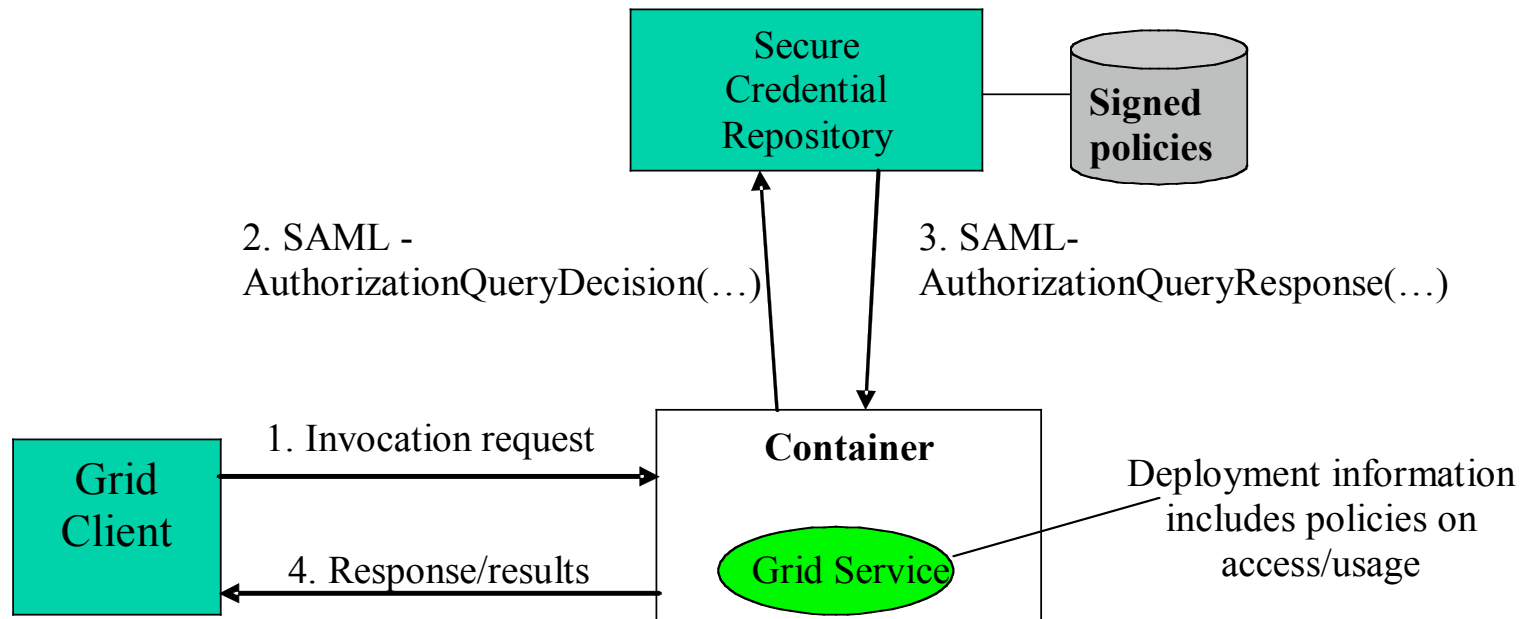 Secure
Credential
Repository
Signed
policies
2. SAML -
AuthorizationQueryDecision(…)
3. SAML-
AuthorizationQueryResponse(…)
1. Invocation request
Container
Grid
Client
Deployment information
includes policies on
access/usage
4. Response/results
Grid Service